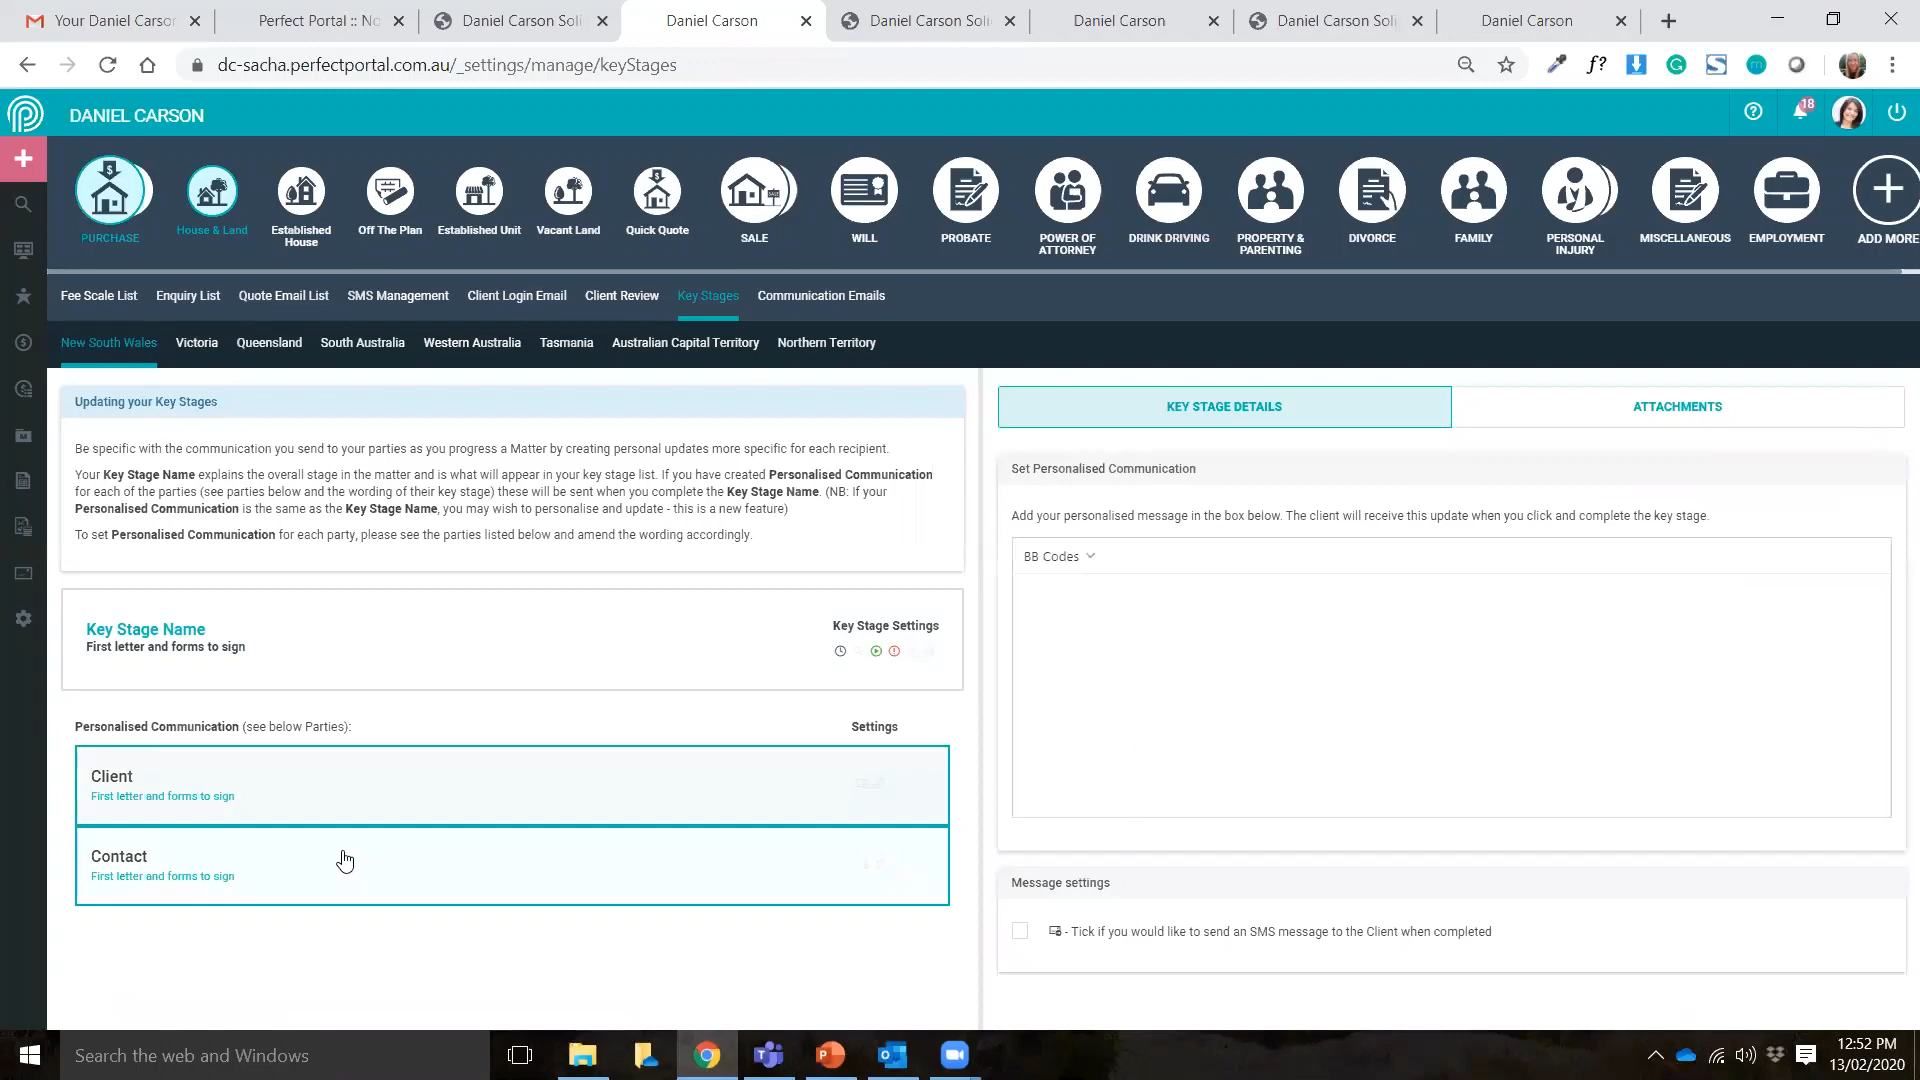 Your Daniel Carson
Perfect Portal :: No
Daniel Carson Soli
Daniel Carson
Daniel Carson Soli
Daniel Carson
Daniel Carson Soli
Daniel Carson
dc-sacha.perfectportal.com.au/_settings/manage/keyStages
f?
DANIEL CARSON
18
PURCHASE
House & Land
Established House
Off The Plan
Established Unit
Vacant Land
Quick Quote
SALE
WILL
PROBATE
POWER OF ATTORNEY
DRINK DRIVING
PROPERTY & PARENTING
DIVORCE
FAMILY
PERSONAL INJURY
MISCELLANEOUS
EMPLOYMENT
ADD MORE
Fee Scale List
Enquiry List
Quote Email List
SMS Management
Client Login Email
Client Review
Key Stages
Communication Emails
New South Wales
Victoria
Queensland
South Australia
Western Australia
Tasmania
Australian Capital Territory
Northern Territory
Updating your Key Stages
Be specific with the communication you send to your parties as you progress a Matter by creating personal updates more specific for each recipient.
Your Key Stage Name explains the overall stage in the matter and is what will appear in your key stage list. If you have created Personalised Communication
for each of the parties (see parties below and the wording of their key stage) these will be sent when you complete the Key Stage Name. (NB: If your
Personalised Communication is the same as the Key Stage Name, you may wish to personalise and update - this is a new feature)
To set Personalised Communication for each party, please see the parties listed below and amend the wording accordingly.
Key Stage Name
First letter and forms to sign
Key Stage Settings
Personalised Communication (see below Parties):
Settings
Client
First letter and forms to sign
Contact
First letter and forms to sign
KEY STAGE DETAILS
ATTACHMENTS
Set Personalised Communication
Add your personalised message in the box below. The client will receive this update when you click and complete the key stage.
BB Codes
Message settings
- Tick if you would like to send an SMS message to the Client when completed
Search the web and Windows
12:52 PM
13/02/2020